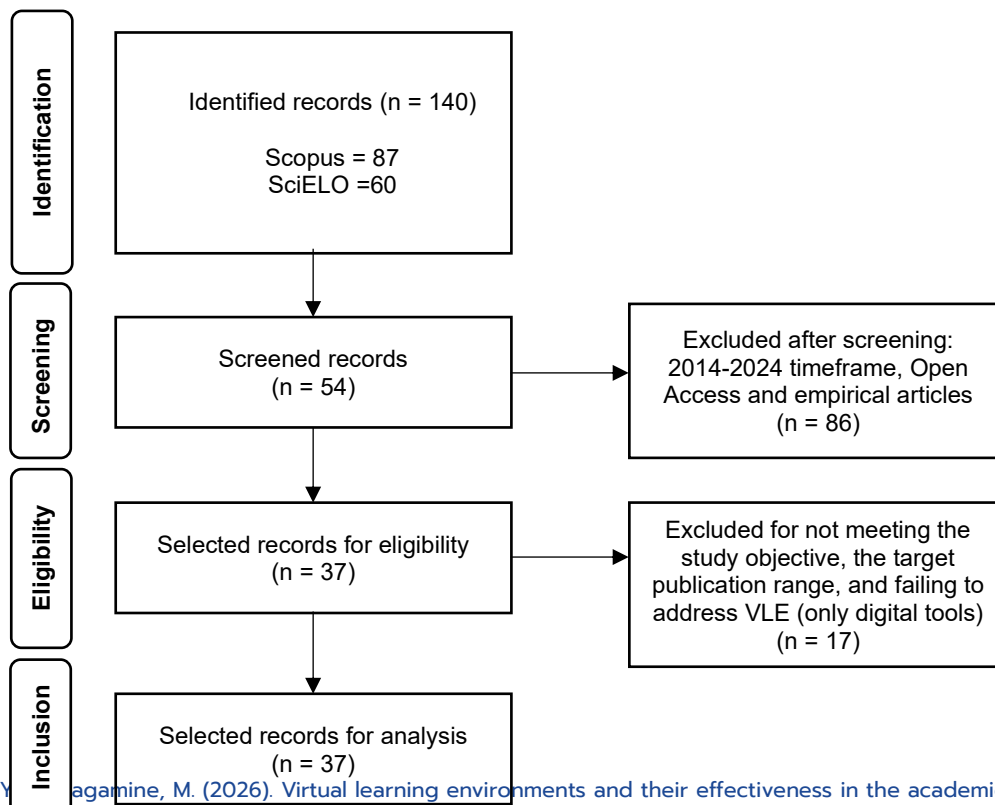 Identification
Identified records (n = 140)
Scopus = 87
SciELO =60
Screening
Screened records
(n = 54)
Excluded after screening:
2014-2024 timeframe, Open
Access and empirical articles
(n = 86)
Eligibility
Selected records for eligibility
(n = 37)
Excluded for not meeting the
study objective, the target
publication range, and failing to
address VLE (only digital tools)
(n = 17)
Inclusion
Selected records for analysis
(n = 37)
agamine, M. (2026). Virtual learning environments and their effectiveness in the academi